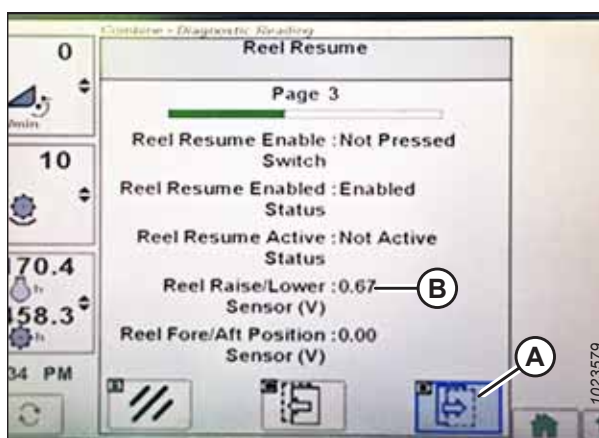 Combine - Diagnostic Reading
Reel Resume
Page 3
Reel Resume Enable : Not Pressed
Switch
Reel Resume Enabled : Enabled
Status
Reel Resume Active : Not Active
Status
Reel Raise/Lower : 0.67
Sensor (V)
Reel Fore/Aft Position : 0.00
Sensor (V)
0
/min
10
170.4
h
458.3
h
34 PM
B
A
1023579